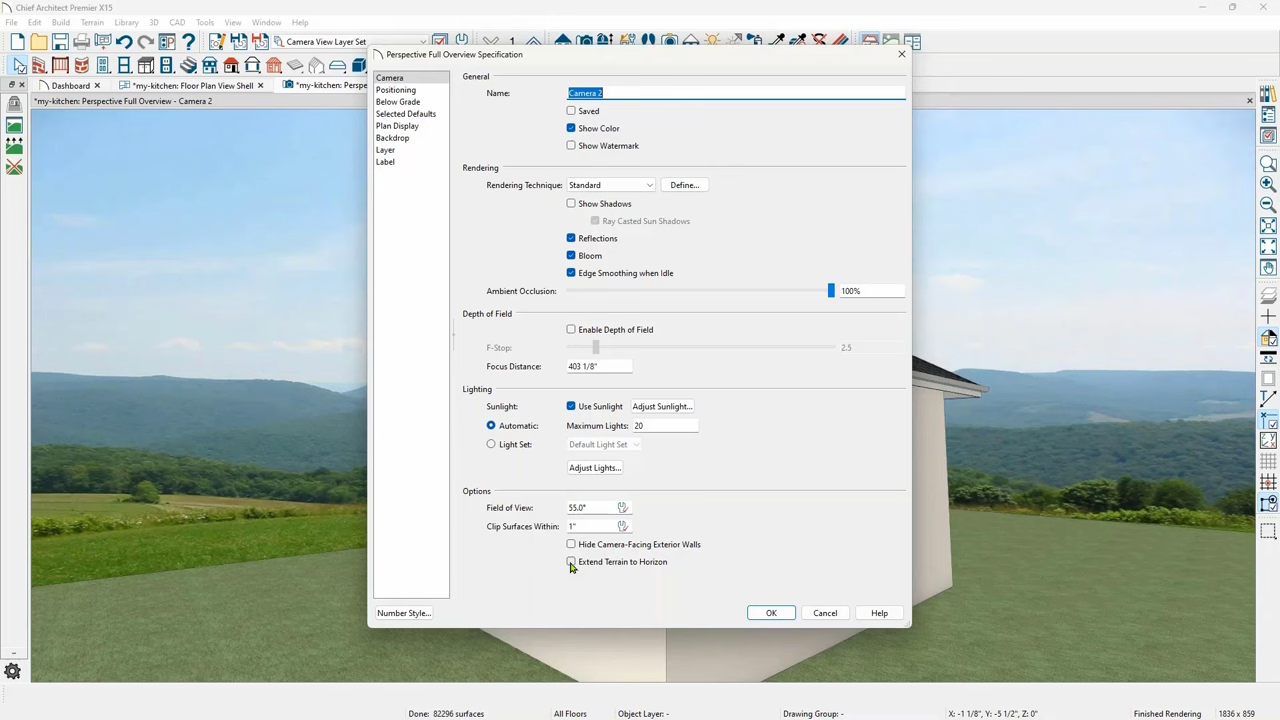 Chief Architect Premier X15
File Edit Build Terrain Library 3D CAD Tools View Window Help
Camera View Layer Set
1
Dashboard
*my-kitchen: Floor Plan View Shell
*my-kitchen: Perspe
*my-kitchen: Perspective Full Overview - Camera 2
Perspective Full Overview Specification
Camera
Positioning
Below Grade
Selected Defaults
Plan Display
Backdrop
Layer
Label
General
Name: Camera 2
Saved
Show Color
Show Watermark
Rendering
Rendering Technique: Standard Define...
Show Shadows
Ray Casted Sun Shadows
Reflections
Bloom
Edge Smoothing when Idle
Ambient Occlusion: 100%
Depth of Field
Enable Depth of Field
F-Stop: 2.5
Focus Distance: 403 1/8"
Lighting
Sunlight: Use Sunlight Adjust Sunlight...
Automatic: Maximum Lights: 20
Light Set: Default Light Set
Adjust Lights...
Options
Field of View: 55.0°
Clip Surfaces Within: 1"
Hide Camera-Facing Exterior Walls
Extend Terrain to Horizon
Number Style... OK Cancel Help
Done: 82296 surfaces All Floors Object Layer: - Drawing Group: - X: -1 1/8", Y: -5 1/2", Z: 0" Finished Rendering 1836 x 859